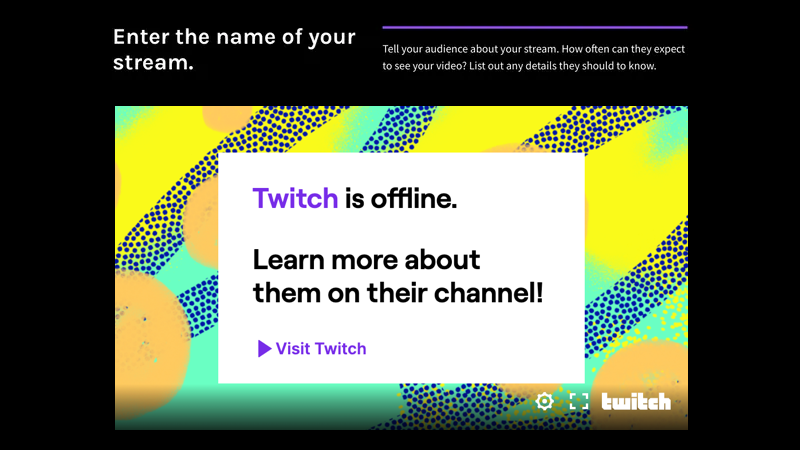 Enter the name of your
stream.
Tell your audience about your stream. How often can they expect
to see your video? List out any details they should to know.
Twitch is offline.
Learn more about
them on their channel!
Visit Twitch
twitch